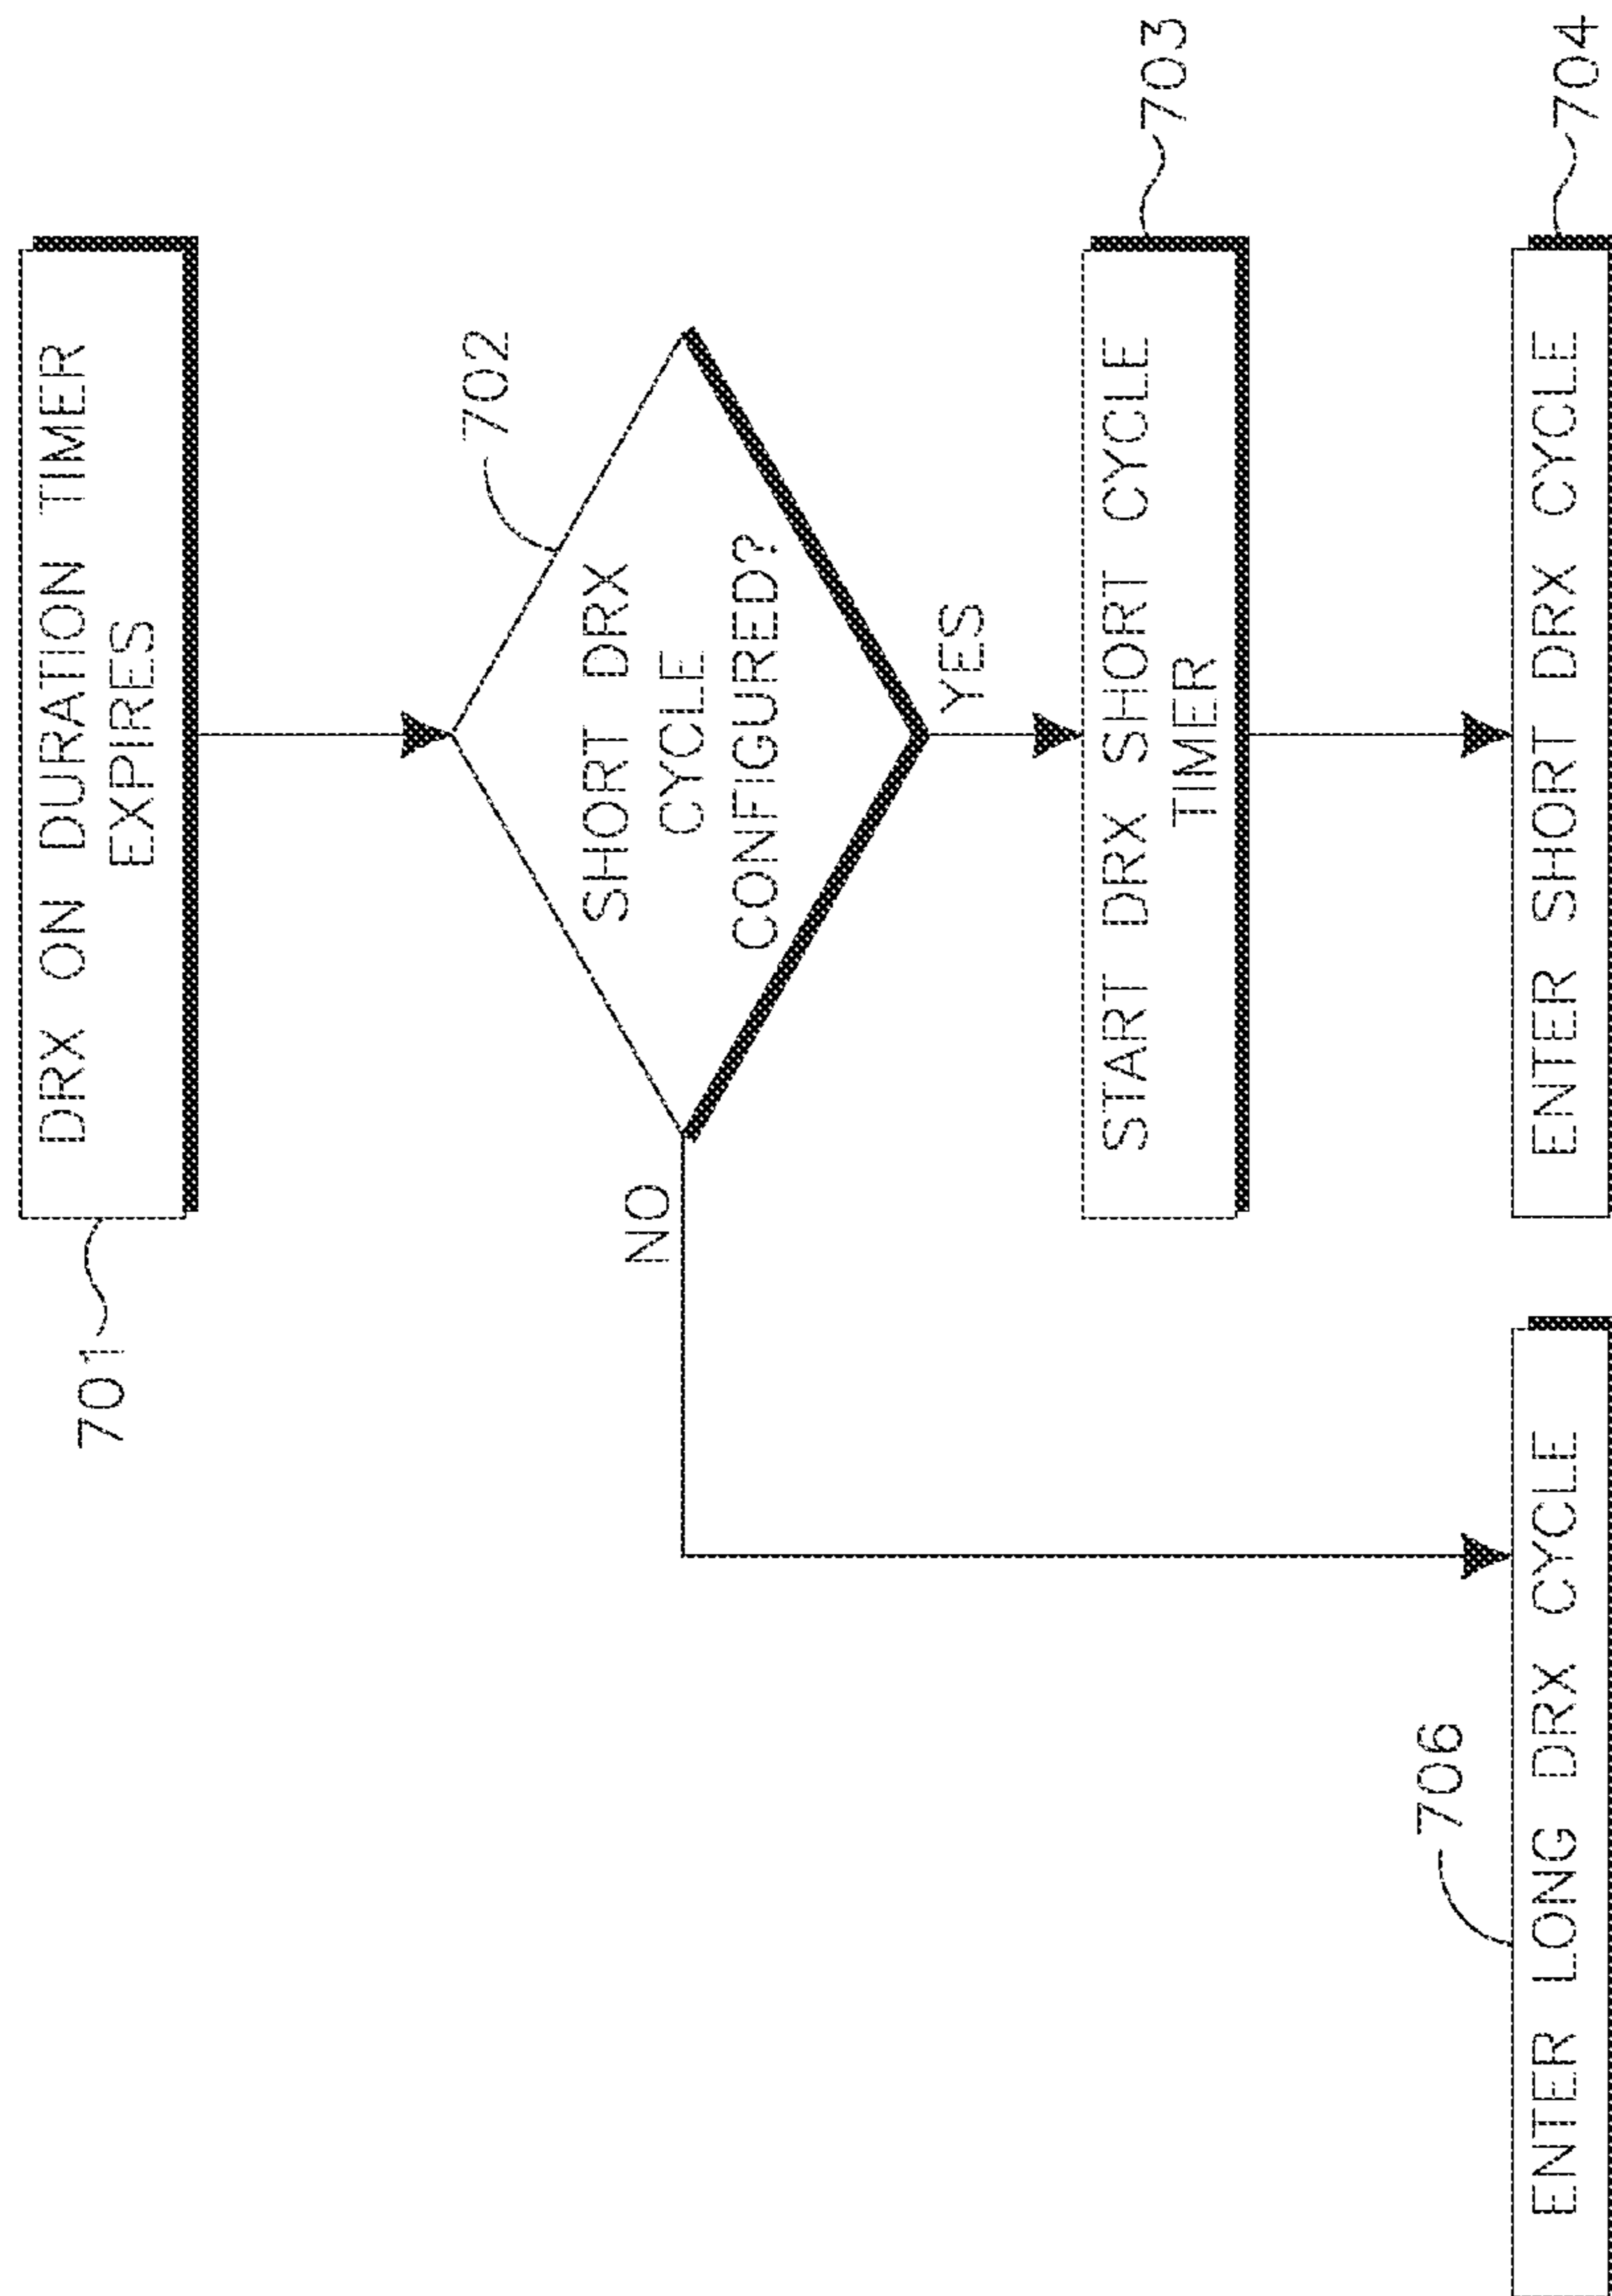 DRX ON DURATION TIMER
EXPIRES
701
702
SHORT DRX
CYCLE
CONFIGURED?
NO
YES
START DRX SHORT CYCLE
TIMER
703
706
ENTER LONG DRX CYCLE
ENTER SHORT DRX CYCLE
704